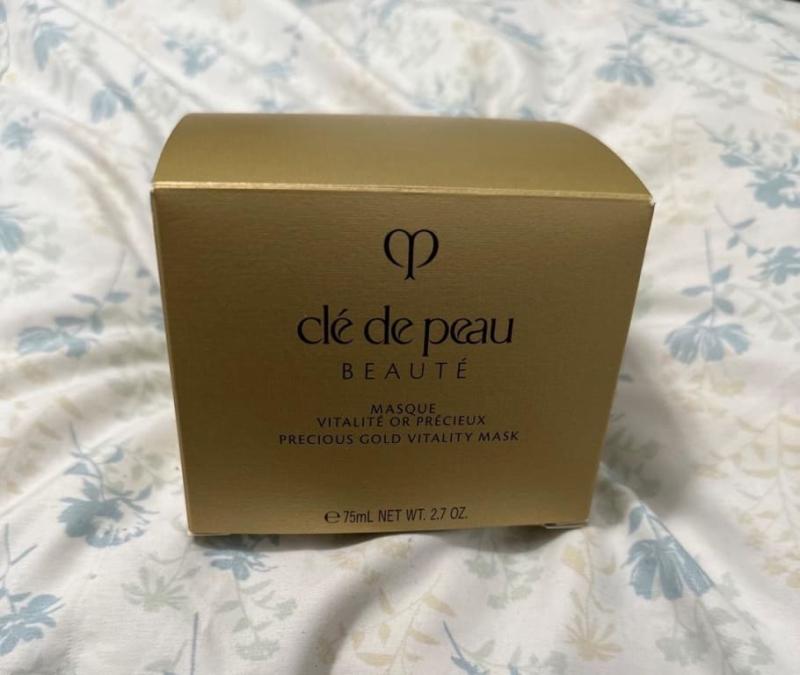 clé de peau
BEAUTÉ
MASQUE
VITALITÉ OR PRÉCIEUX
PRECIOUS GOLD VITALITY MASK
℮ 75mL NET WT. 2.7 OZ.